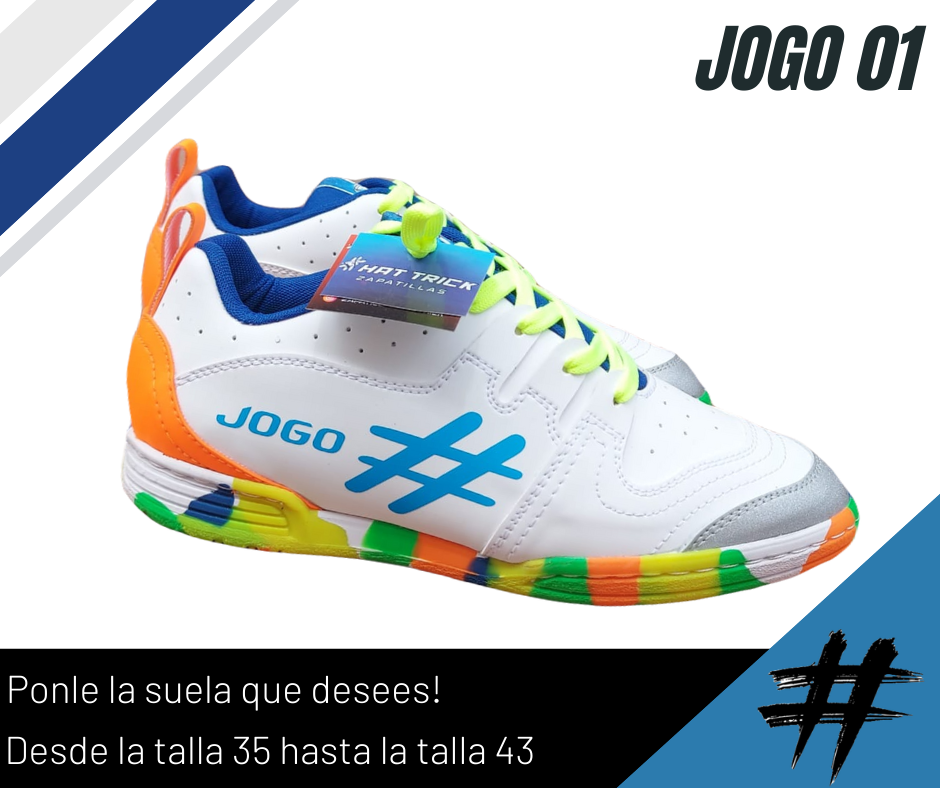 JOGO 01
HAT TRICK
ZAPATILLAS
JOGO #
#
Ponle la suela que desees!
Desde la talla 35 hasta la talla 43